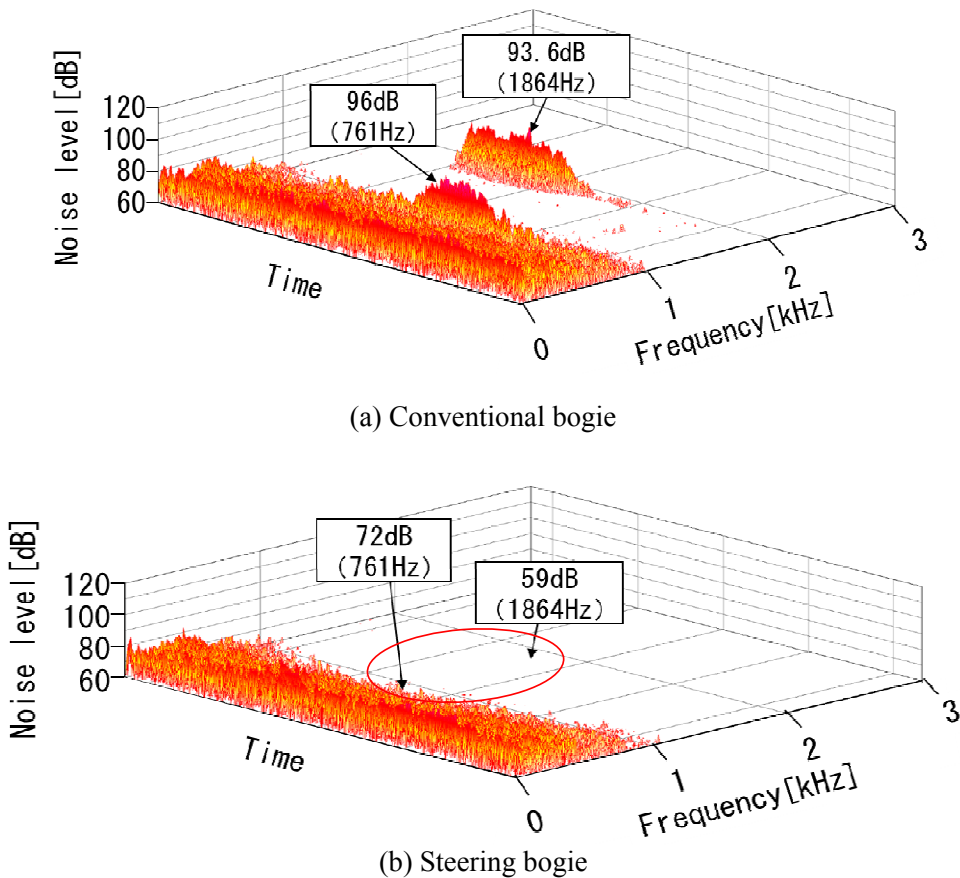 93.6dB
(1864Hz)
96dB
(761Hz)
Noise level[dB]
120
100
80
60
Time
0
1
2
3
Frequency[kHz]
(a) Conventional bogie
72dB
(761Hz)
59dB
(1864Hz)
Noise level[dB]
120
100
80
60
Time
0
1
2
3
Frequency[kHz]
(b) Steering bogie